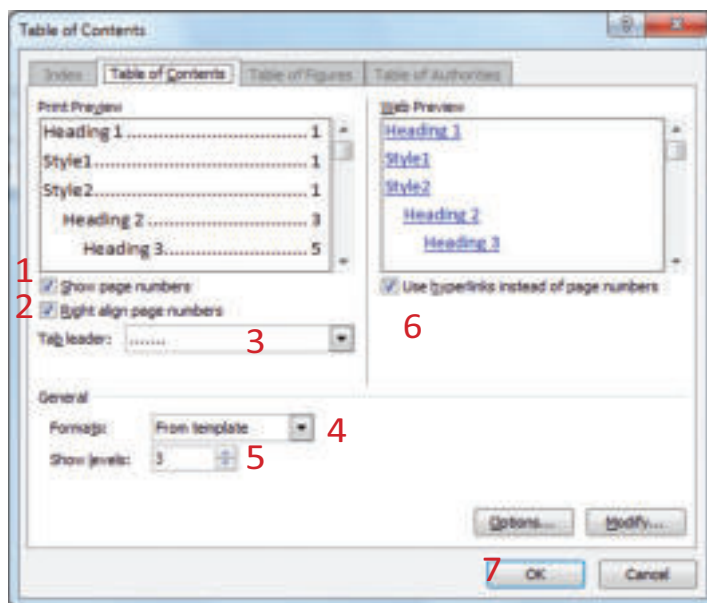 Table of Contents
Index Table of Contents Table of Figures Table of Authorities
Print Preview
Heading 1 ............................... 1
Style1..................................... 1
Style2..................................... 1
Heading 2 ........................... 3
Heading 3......................... 5
Web Preview
Heading 1
Style1
Style2
Heading 2
Heading 3
1 Show page numbers
2 Right align page numbers
Tab leader: ....... 3
Use hyperlinks instead of page numbers
6
General
Formats: From template 4
Show levels: 3 5
Options... Modify...
7 OK Cancel